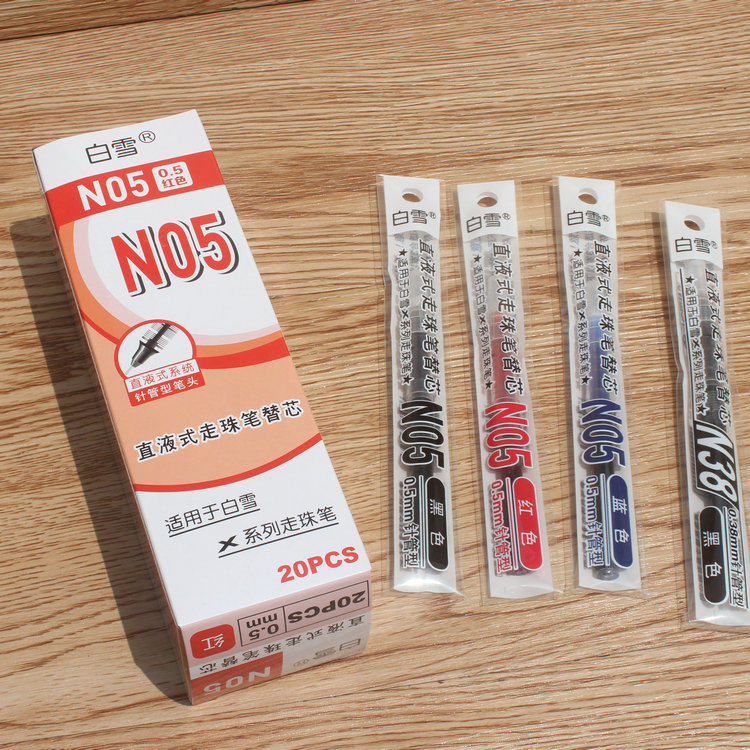 白雪®
N05
0.5
红色
N05
直液式系统
针管型笔头
直液式走珠笔替芯
适用于白雪
X系列走珠笔
20PCS
20PCS
0.5
mm
红
直液式走珠笔替芯
N05
白雪®
白雪®
直液式走珠笔替芯
★适用于白雪X系列走珠笔★
N05
黑色
0.5mm针管型
白雪®
直液式走珠笔替芯
★适用于白雪X系列走珠笔★
N05
红色
0.5mm针管型
白雪®
直液式走珠笔替芯
★适用于白雪X系列走珠笔★
N05
蓝色
0.5mm针管型
白雪®
直液式走珠笔替芯
★适用于白雪X系列走珠笔★
N38
黑色
0.38mm针管型